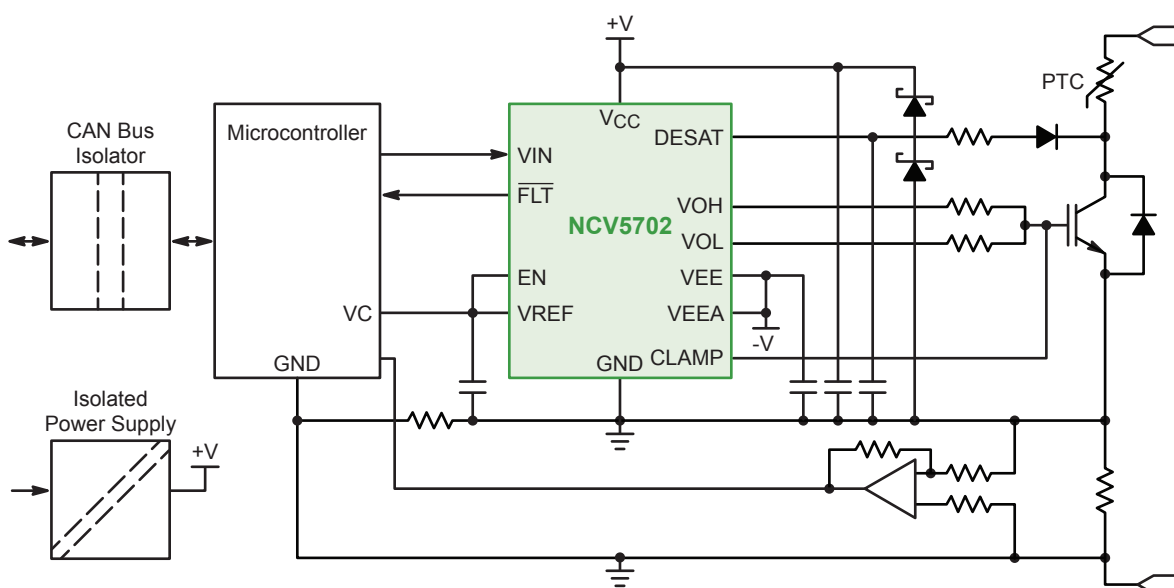 +V
PTC
CAN Bus
Isolator
Microcontroller
VCC
DESAT
VIN
FLT
VOH
NCV5702
VOL
EN
VEE
VC
VREF
VEEA
-V
GND
GND
CLAMP
Isolated
Power Supply
+V